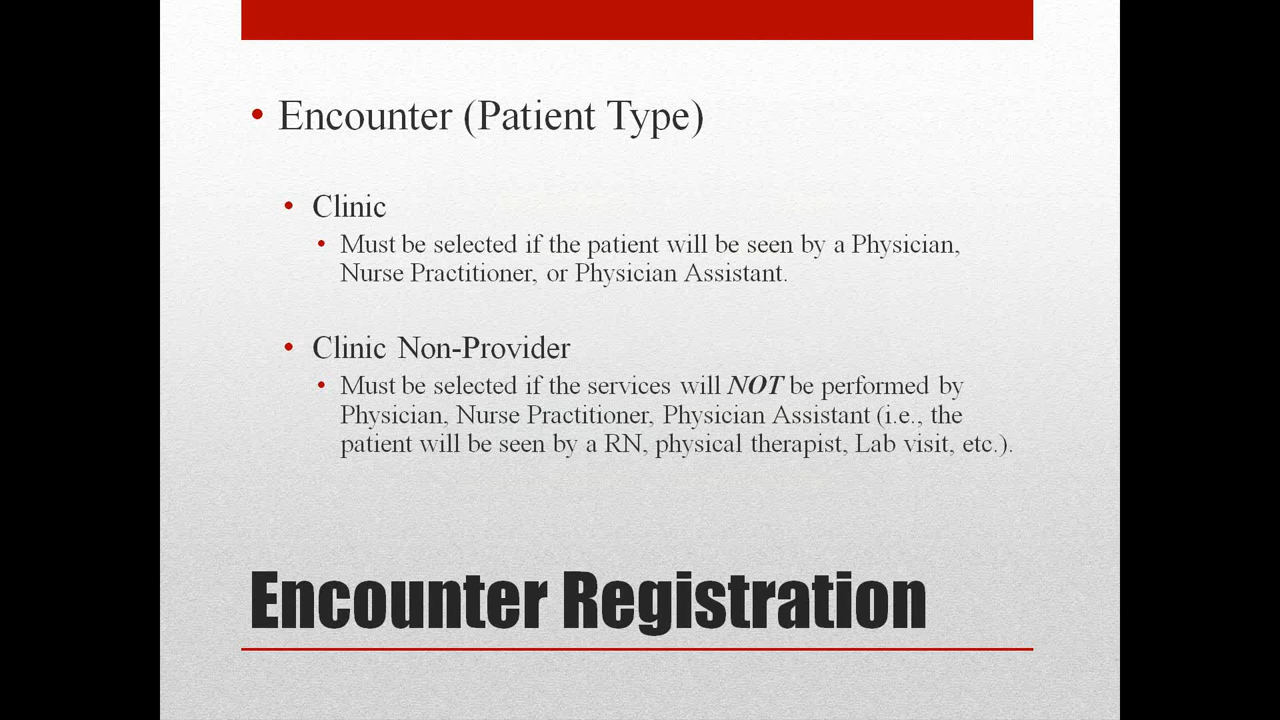 • Encounter (Patient Type)
• Clinic
• Must be selected if the patient will be seen by a Physician,
Nurse Practitioner, or Physician Assistant.
• Clinic Non-Provider
• Must be selected if the services will NOT be performed by
Physician, Nurse Practitioner, Physician Assistant (i.e., the
patient will be seen by a RN, physical therapist, Lab visit, etc.).
Encounter Registration